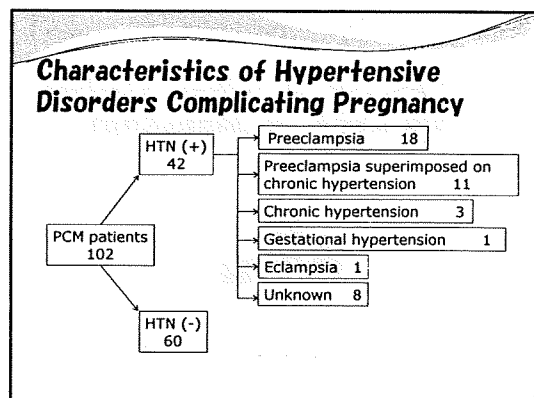 Characteristics of Hypertensive
Disorders Complicating Pregnancy
PCM patients
102
HTN (+)
42
HTN (-)
60
Preeclampsia 18
Preeclampsia superimposed on
chronic hypertension 11
Chronic hypertension 3
Gestational hypertension 1
Eclampsia 1
Unknown 8